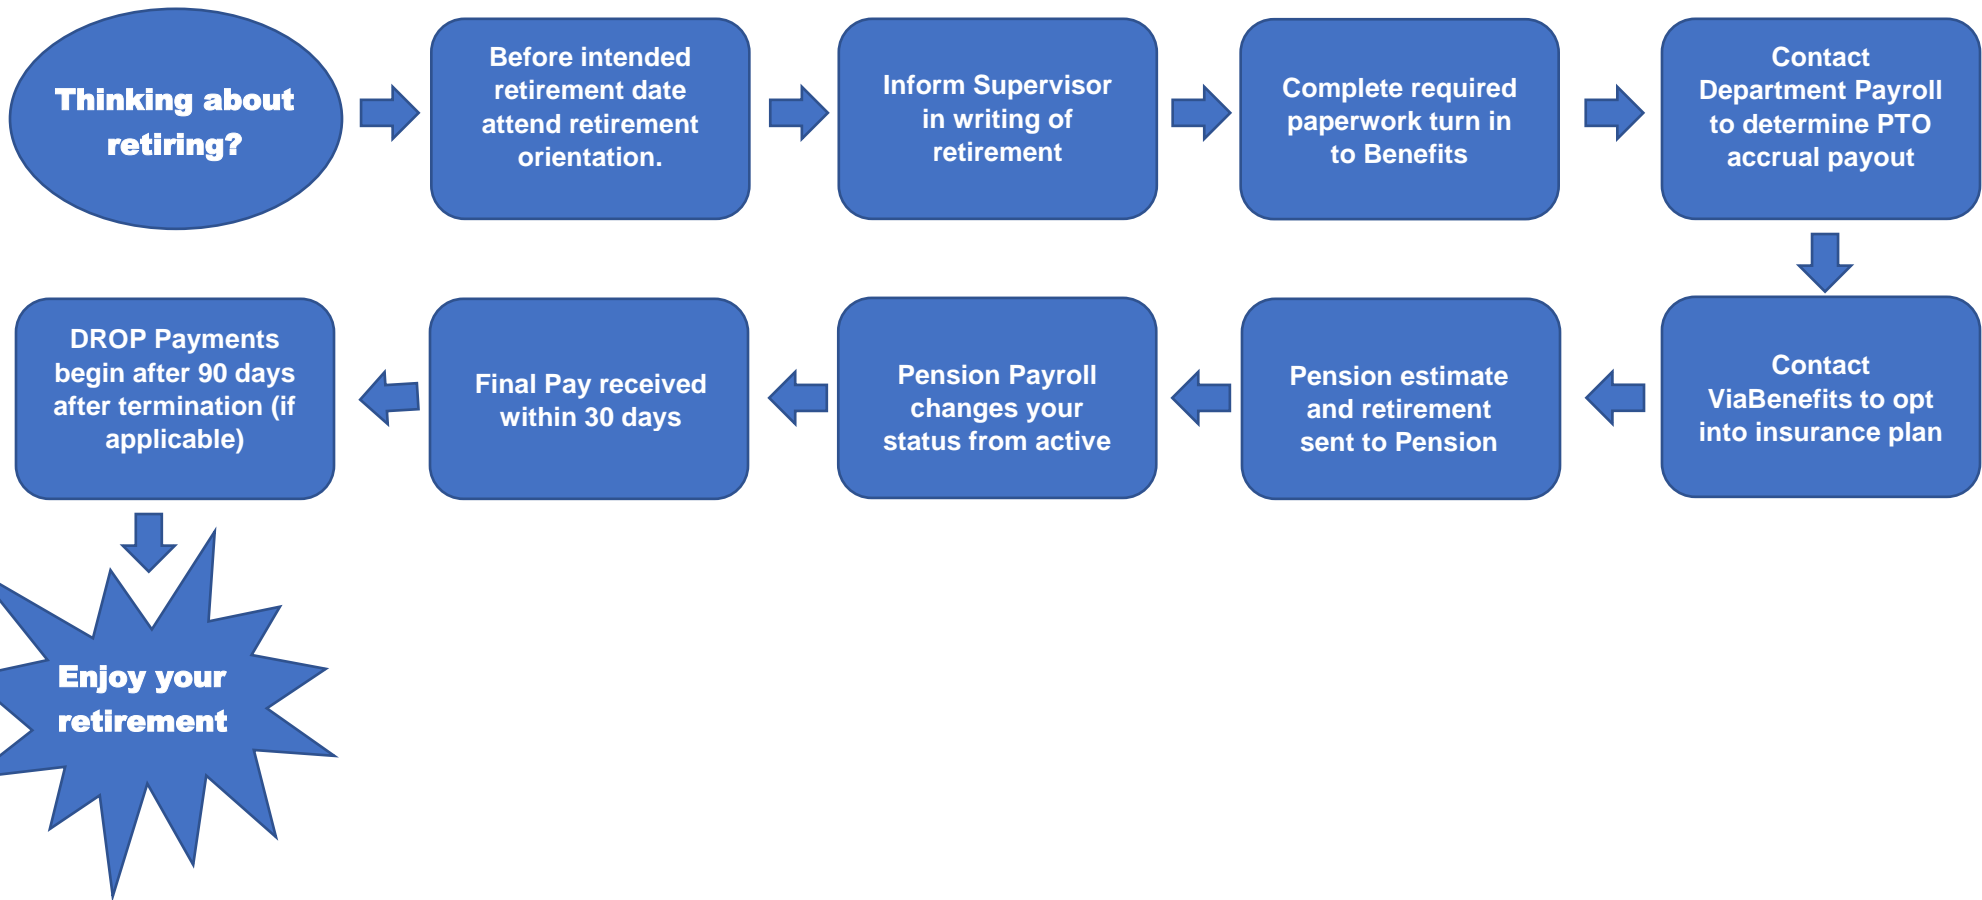 Thinking about
retiring?
Before intended
retirement date
attend retirement
orientation.
Inform Supervisor
in writing of
retirement
Complete required
paperwork turn in
to Benefits
Contact
Department Payroll
to determine PTO
accrual payout
Contact
ViaBenefits to opt
into insurance plan
Pension estimate
and retirement
sent to Pension
Pension Payroll
changes your
status from active
Final Pay received
within 30 days
DROP Payments
begin after 90 days
after termination (if
applicable)
Enjoy your
retirement